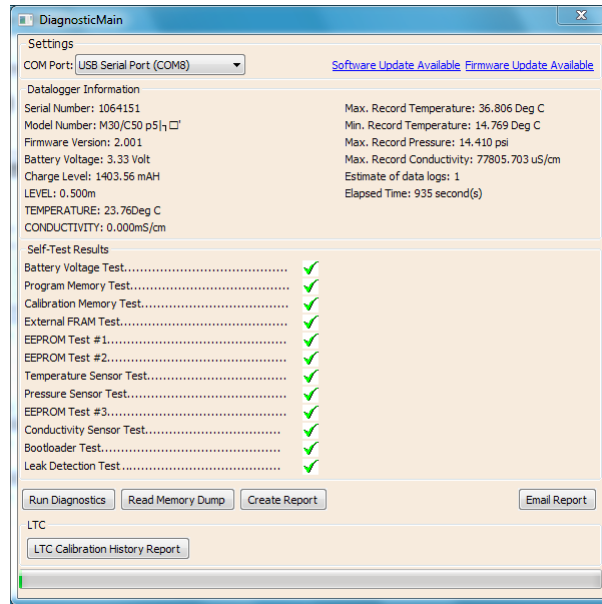 DiagnosticMain
Settings
COM Port: USB Serial Port (COM8)
Software Update Available Firmware Update Available
Datalogger Information
Serial Number: 1064151
Model Number: M30/C50 p5|┐□'
Firmware Version: 2.001
Battery Voltage: 3.33 Volt
Charge Level: 1403.56 mAH
LEVEL: 0.500m
TEMPERATURE: 23.76Deg C
CONDUCTIVITY: 0.000mS/cm
Max. Record Temperature: 36.806 Deg C
Min. Record Temperature: 14.769 Deg C
Max. Record Pressure: 14.410 psi
Max. Record Conductivity: 77805.703 uS/cm
Estimate of data logs: 1
Elapsed Time: 935 second(s)
Self-Test Results
Battery Voltage Test.........................................
Program Memory Test........................................
Calibration Memory Test.....................................
External FRAM Test..........................................
EEPROM Test #1.............................................
EEPROM Test #2.............................................
Temperature Sensor Test...................................
Pressure Sensor Test........................................
EEPROM Test #3.............................................
Conductivity Sensor Test..................................
Bootloader Test.............................................
Leak Detection Test........................................
Run Diagnostics
Read Memory Dump
Create Report
Email Report
LTC
LTC Calibration History Report